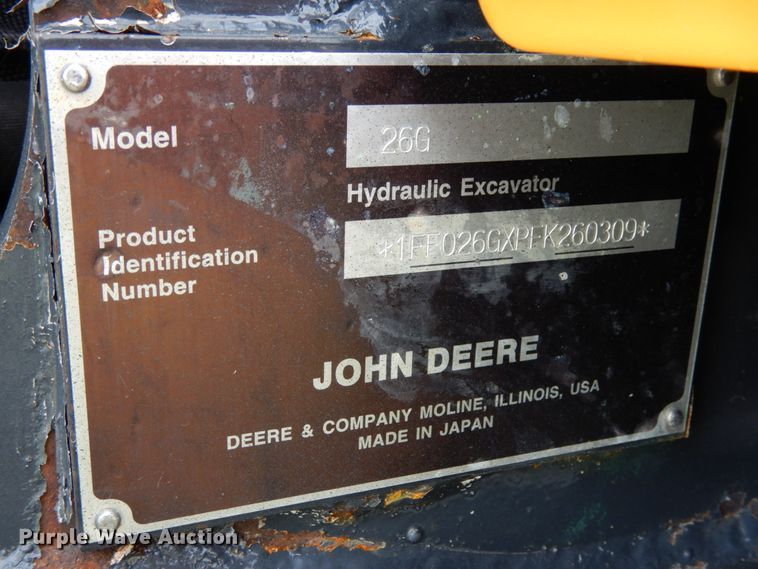 Model
26G
Hydraulic Excavator
Product
Identification
Number
*1FF026GXPFK260309*
JOHN DEERE
DEERE & COMPANY MOLINE, ILLINOIS, USA
MADE IN JAPAN
Purple Wave Auction